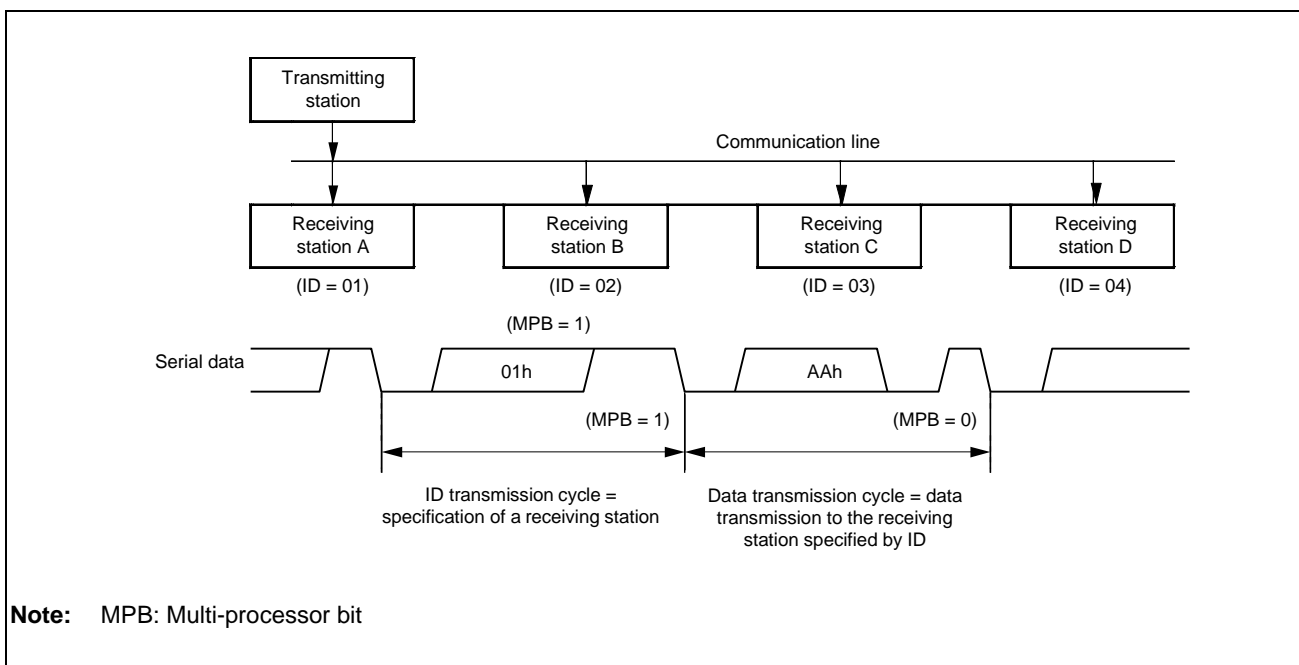 Transmitting
station
Communication line
Receiving
station A
Receiving
station B
Receiving
station C
Receiving
station D
(ID = 01)
(ID = 02)
(ID = 03)
(ID = 04)
(MPB = 1)
Serial data
01h
AAh
(MPB = 1)
(MPB = 0)
ID transmission cycle =
specification of a receiving station
Data transmission cycle = data
transmission to the receiving
station specified by ID
Note: MPB: Multi-processor bit